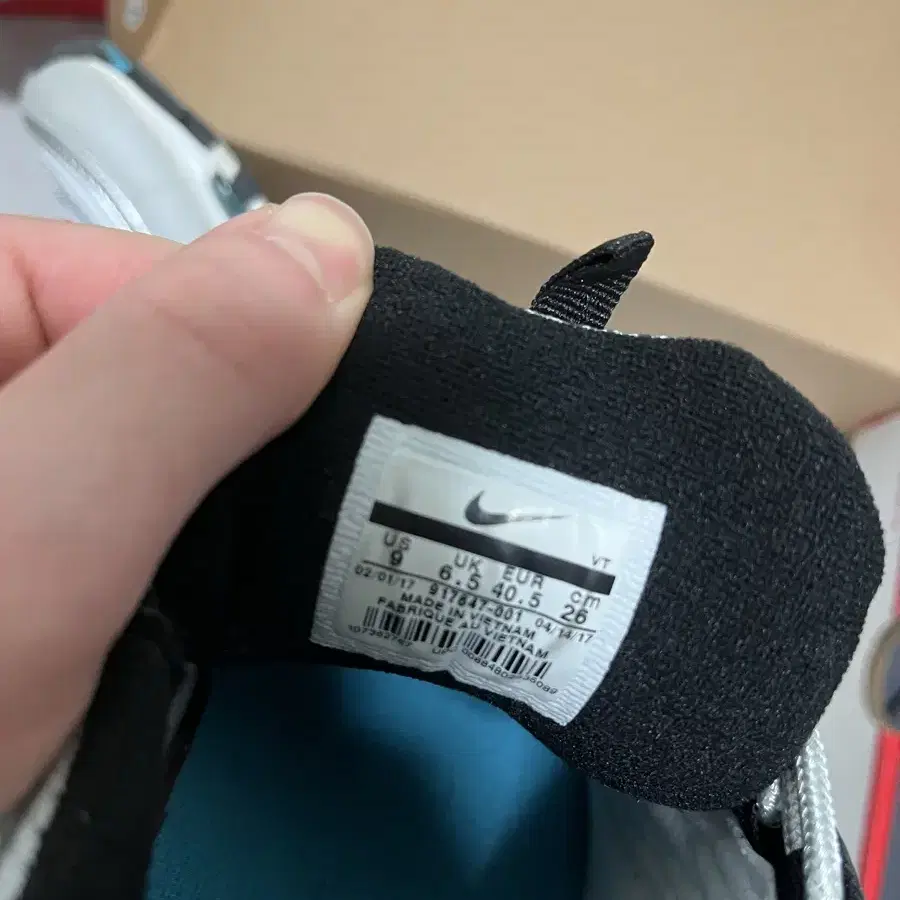 VT
US UK EUR cm
9 6.5 40.5 26
02/01/17 917647-001 04/14/17
MADE IN VIETNAM
FABRIQUE AU VIETNAM